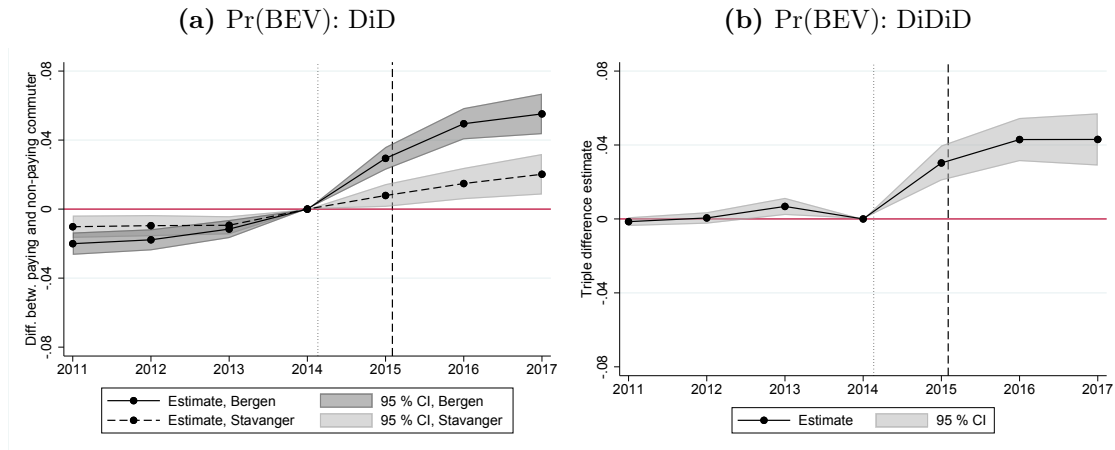 (a) Pr(BEV): DiD
Diff. betw. paying and non-paying commuter
.08
.04
0
-.04
-.08
2011 2012 2013 2014 2015 2016 2017
Estimate, Bergen 95 % CI, Bergen
Estimate, Stavanger 95 % CI, Stavanger
(b) Pr(BEV): DiDiD
Triple difference estimate
.08
.04
0
-.04
-.08
2011 2012 2013 2014 2015 2016 2017
Estimate 95 % CI